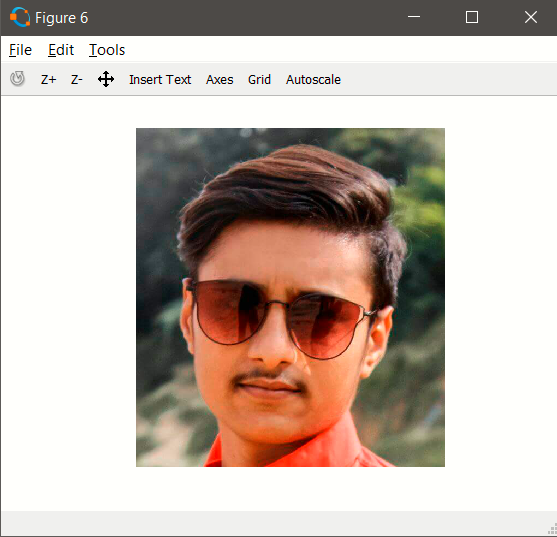 Figure 6
File Edit Tools
Z+ Z- Insert Text Axes Grid Autoscale